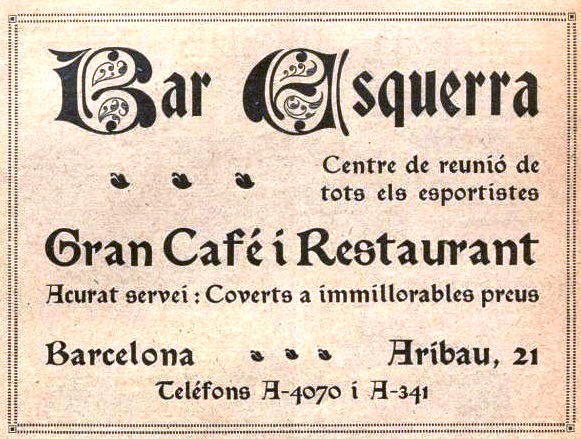 Bar Esquerra
Centre de reunió de
tots els esportistes
Gran Café i Restaurant
Acurat servei : Coverts a immillorables preus
Barcelona Aribau, 21
Teléfons A-4070 i A-341